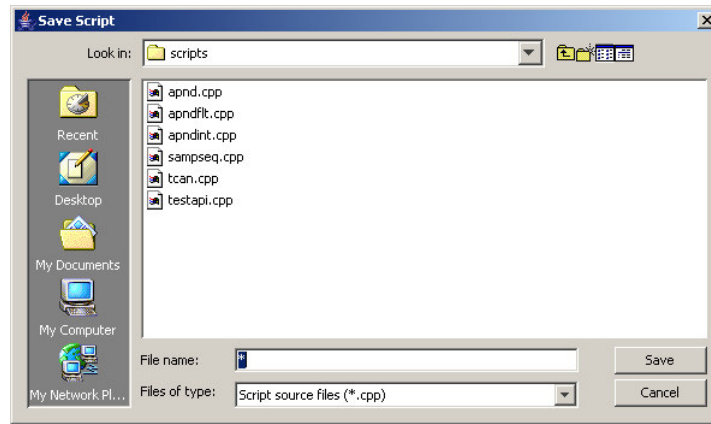 Save Script
Look in: scripts
Recent
Desktop
My Documents
My Computer
My Network Pl...
apnd.cpp
apndflt.cpp
apndint.cpp
sampseq.cpp
tcan.cpp
testapi.cpp
File name: *
Save
Files of type: Script source files (*.cpp)
Cancel